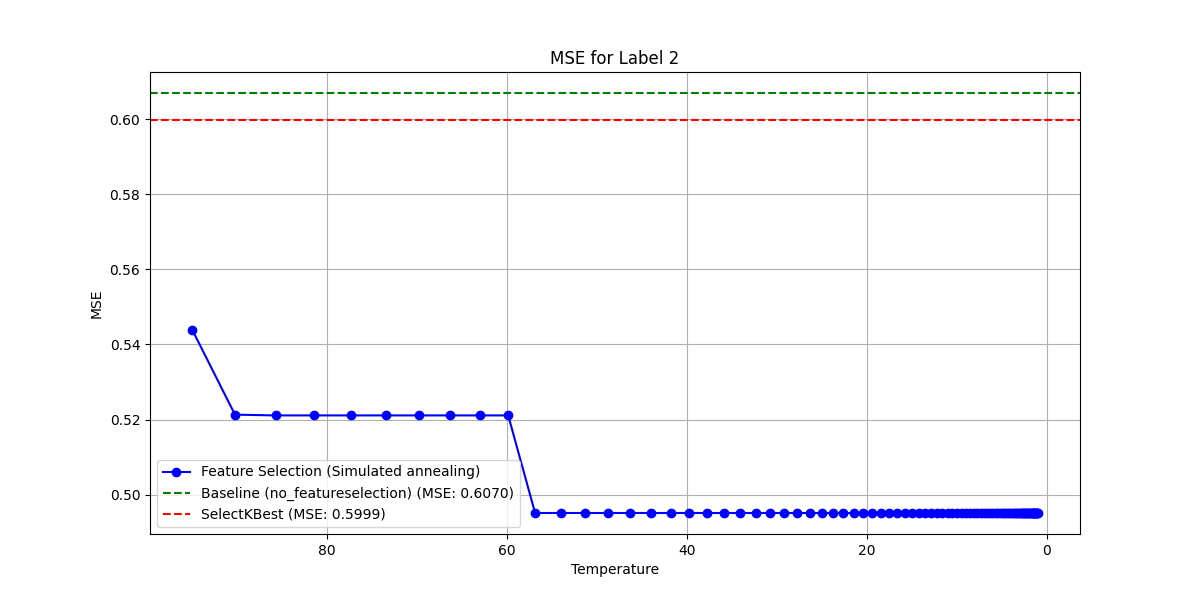 MSE for Label 2
0.60
0.58
0.56
MSE
0.54
0.52
0.50
Feature Selection (Simulated annealing)
Baseline (no_featureselection) (MSE: 0.6070)
SelectKBest (MSE: 0.5999)
80 60 40 20 0
Temperature